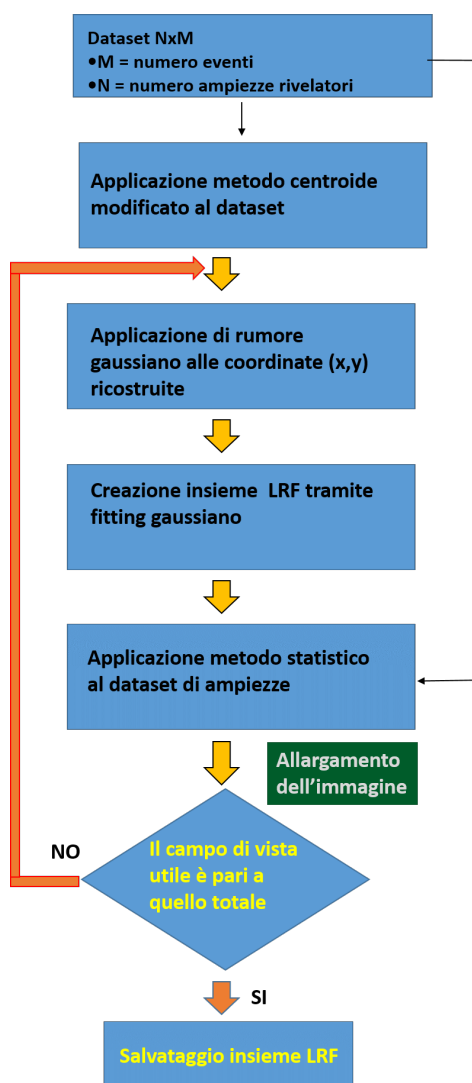 Dataset NxM
•M = numero eventi
•N = numero ampiezze rivelatori
Applicazione metodo centroide
modificato al dataset
Applicazione di rumore
gaussiano alle coordinate (x,y)
ricostruite
Creazione insieme LRF tramite
fitting gaussiano
Applicazione metodo statistico
al dataset di ampiezze
Allargamento
dell'immagine
NO
Il campo di vista
utile è pari a
quello totale
SI
Salvataggio insieme LRF